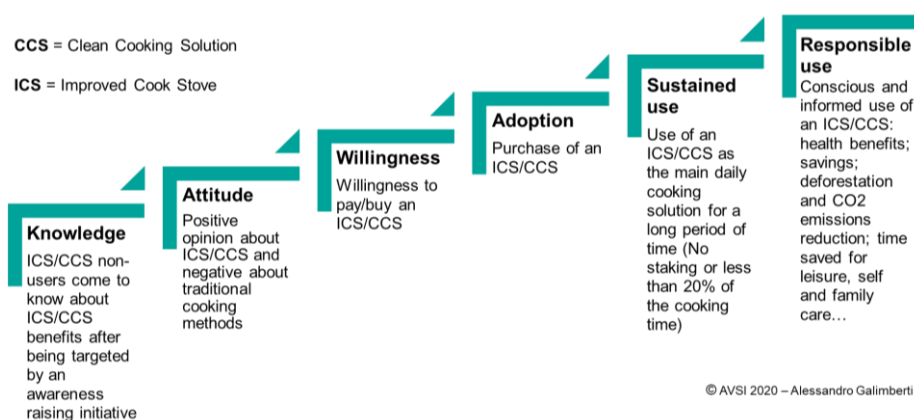 CCS = Clean Cooking Solution
ICS = Improved Cook Stove
Knowledge
ICS/CCS non-
users come to
know about
ICS/CCS
benefits after
being targeted
by an
awareness
raising initiative
Attitude
Positive
opinion about
ICS/CCS and
negative about
traditional
cooking
methods
Willingness
Willingness to
pay/buy an
ICS/CCS
Adoption
Purchase of an
ICS/CCS
Sustained
use
Use of an
ICS/CCS as
the main daily
cooking
solution for a
long period of
time (No
staking or less
than 20% of
the cooking
time)
Responsible
use
Conscious and
informed use of
an ICS/CCS:
health benefits;
savings;
deforestation
and CO2
emissions
reduction; time
saved for
leisure, self
and family
care…
© AVSI 2020 – Alessandro Galimberti